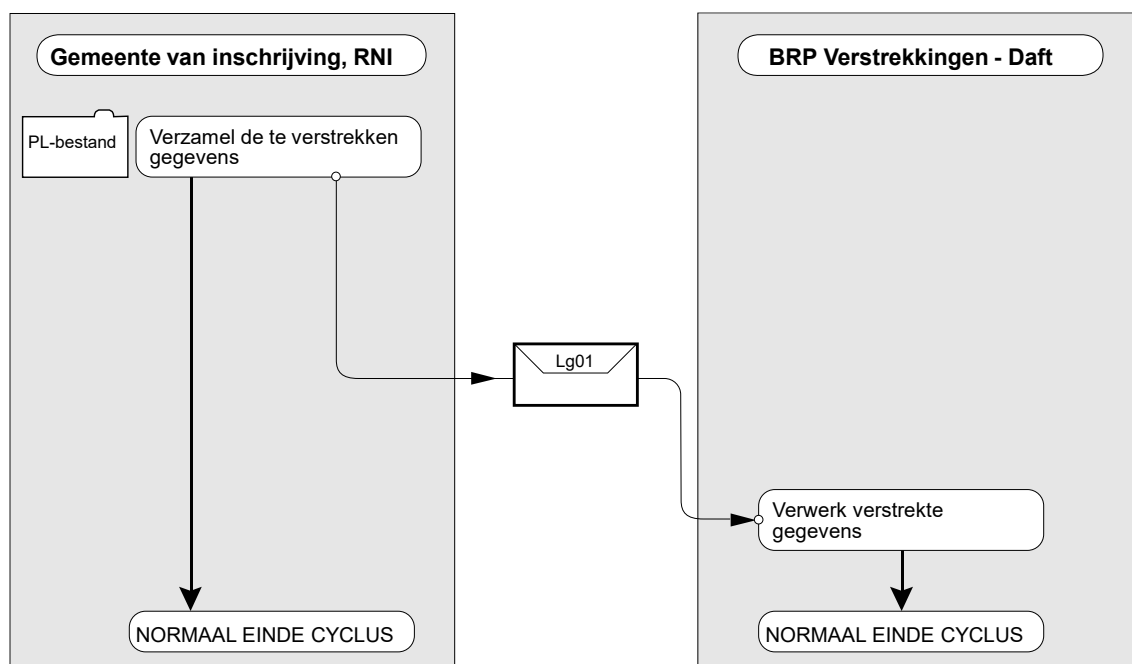 Gemeente van inschrijving, RNI
BRP Verstrekkingen - Daft
PL-bestand
Verzamel de te verstrekken
gegevens
Lg01
Verwerk verstrekte
gegevens
NORMAAL EINDE CYCLUS
NORMAAL EINDE CYCLUS